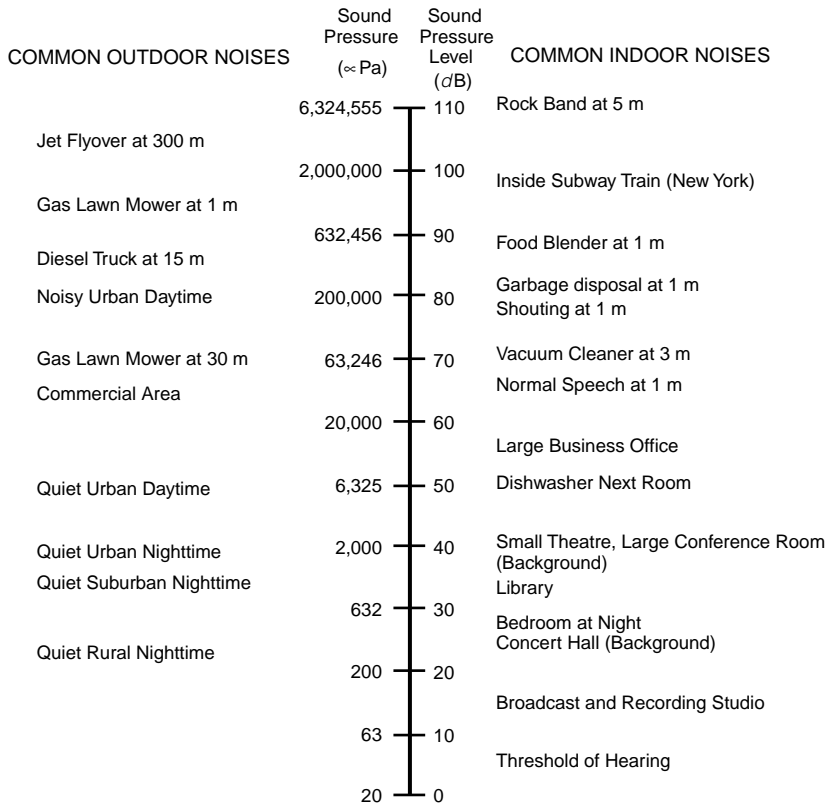 COMMON OUTDOOR NOISES
Sound
Pressure
(∝ Pa)
Sound
Pressure
Level
(dB)
COMMON INDOOR NOISES
6,324,555 110
Rock Band at 5 m
Jet Flyover at 300 m
2,000,000 100
Inside Subway Train (New York)
Gas Lawn Mower at 1 m
632,456 90
Food Blender at 1 m
Diesel Truck at 15 m
Garbage disposal at 1 m
Noisy Urban Daytime
200,000 80
Shouting at 1 m
Gas Lawn Mower at 30 m
63,246 70
Vacuum Cleaner at 3 m
Commercial Area
Normal Speech at 1 m
20,000 60
Large Business Office
Quiet Urban Daytime
6,325 50
Dishwasher Next Room
Quiet Urban Nighttime
2,000 40
Small Theatre, Large Conference Room
(Background)
Quiet Suburban Nighttime
Library
632 30
Bedroom at Night
Concert Hall (Background)
Quiet Rural Nighttime
200 20
Broadcast and Recording Studio
63 10
Threshold of Hearing
20 0